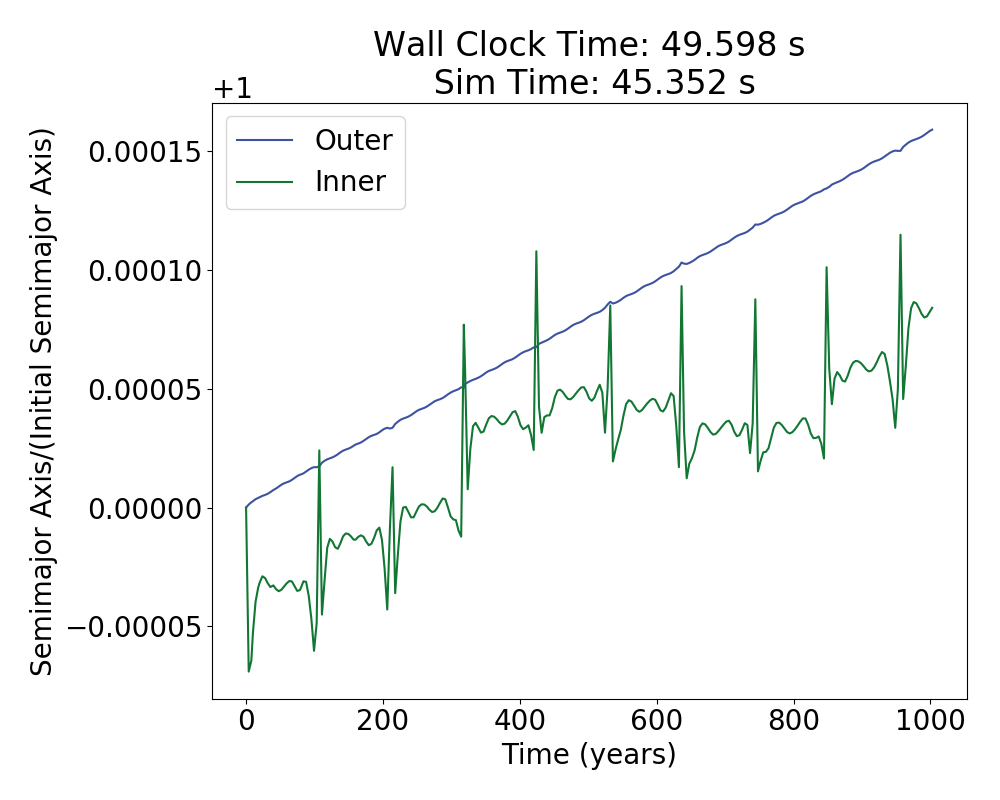 Wall Clock Time: 49.598 s
Sim Time: 45.352 s
+1
Outer
Inner
0.00015
0.00010
0.00005
0.00000
−0.00005
Semimajor Axis/(Initial Semimajor Axis)
0 200 400 600 800 1000
Time (years)